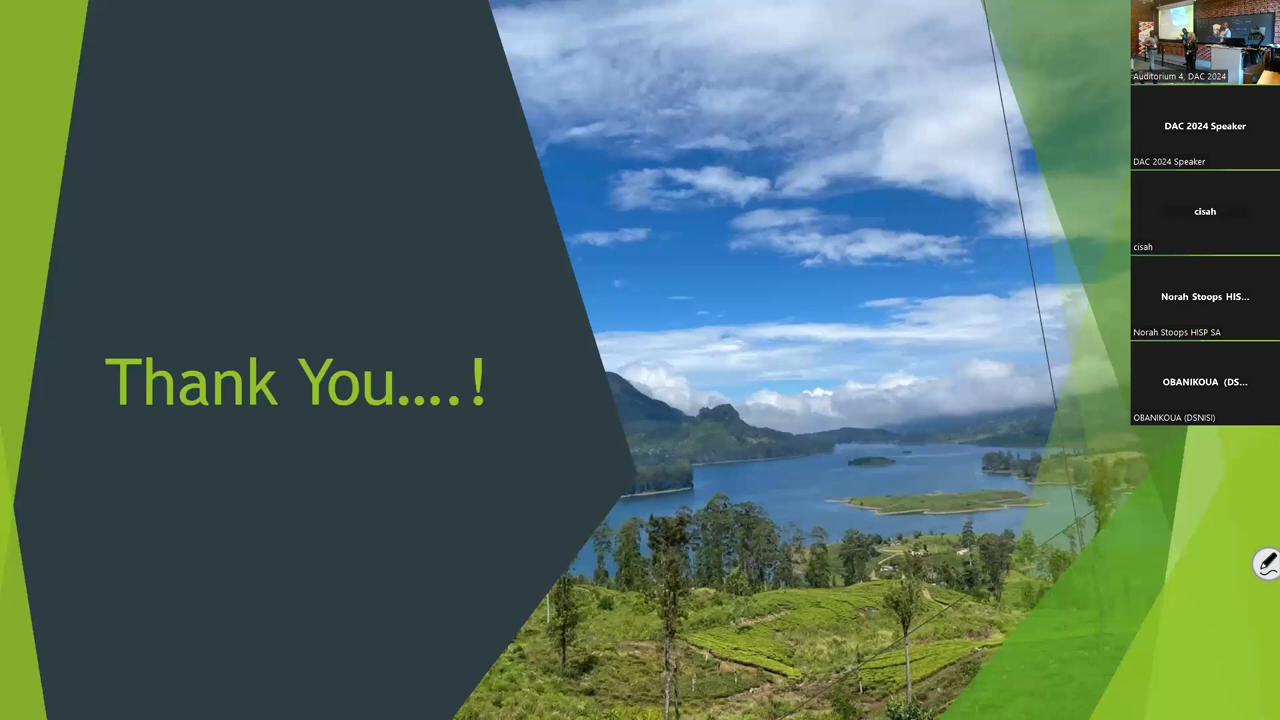 Thank You….!
Auditorium 4, DAC 2024
DAC 2024 Speaker
DAC 2024 Speaker
cisah
cisah
Norah Stoops HIS...
Norah Stoops HISP SA
OBANIKOUA (DS...
OBANIKOUA (DSNISI)